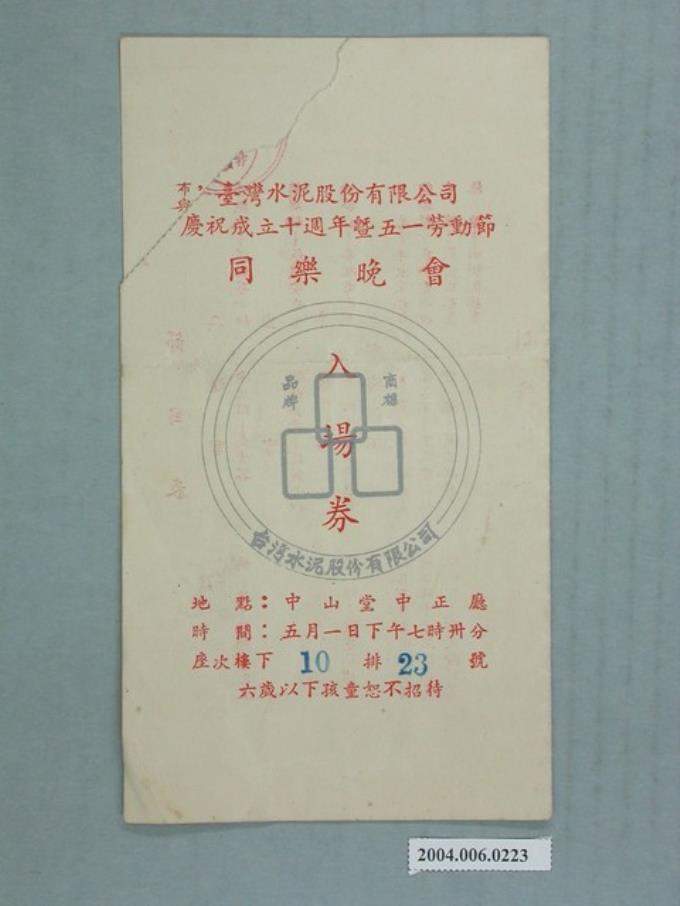 臺灣水泥股份有限公司
慶祝成立十週年暨五一勞動節
同樂晚會
品牌 商標
入場券
台灣水泥股份有限公司
地點：中山堂中正廳
時間：五月一日下午七時卅分
座次樓下 10 排 23 號
六歲以下孩童恕不招待
2004.006.0223